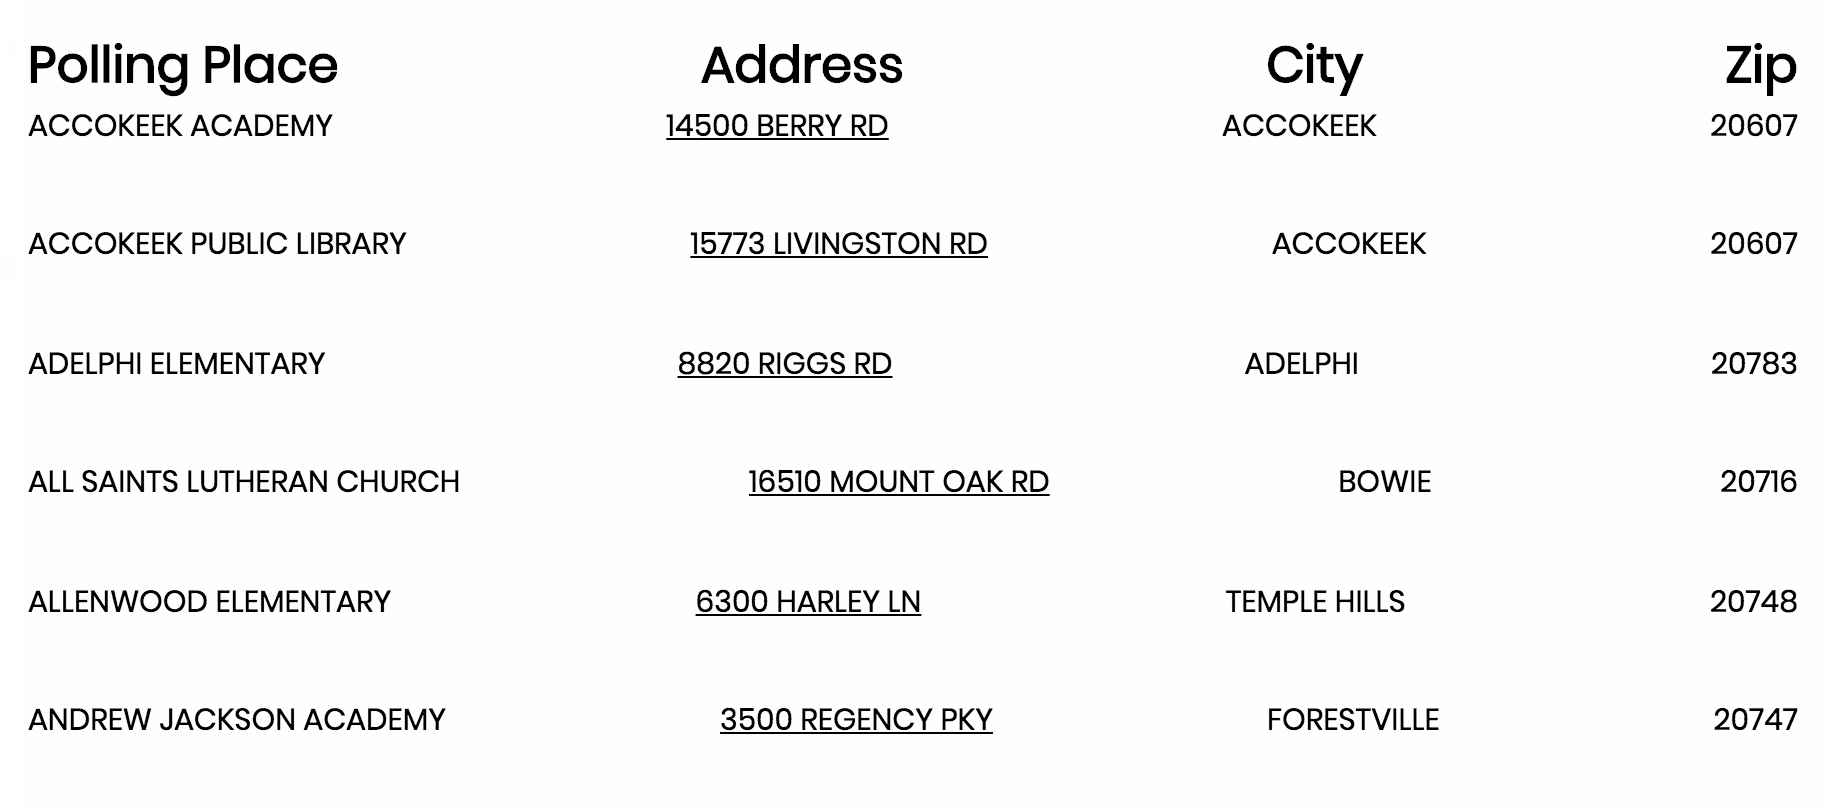 Polling Place Address City Zip
ACCOKEEK ACADEMY 14500 BERRY RD ACCOKEEK 20607
ACCOKEEK PUBLIC LIBRARY 15773 LIVINGSTON RD ACCOKEEK 20607
ADELPHI ELEMENTARY 8820 RIGGS RD ADELPHI 20783
ALL SAINTS LUTHERAN CHURCH 16510 MOUNT OAK RD BOWIE 20716
ALLENWOOD ELEMENTARY 6300 HARLEY LN TEMPLE HILLS 20748
ANDREW JACKSON ACADEMY 3500 REGENCY PKY FORESTVILLE 20747